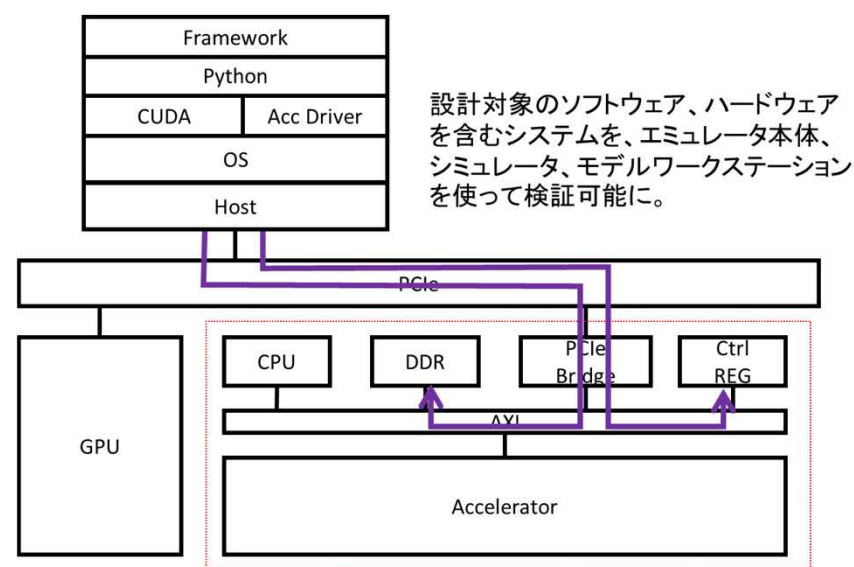 Framework
Python
CUDA
Acc Driver
OS
Host
設計対象のソフトウェア、ハードウェア
を含むシステムを、エミュレータ本体、
シミュレータ、モデルワークステーション
を使って検証可能に。
PCIe
GPU
CPU
DDR
PCIe
Bridge
Ctrl
REG
AXI
Accelerator